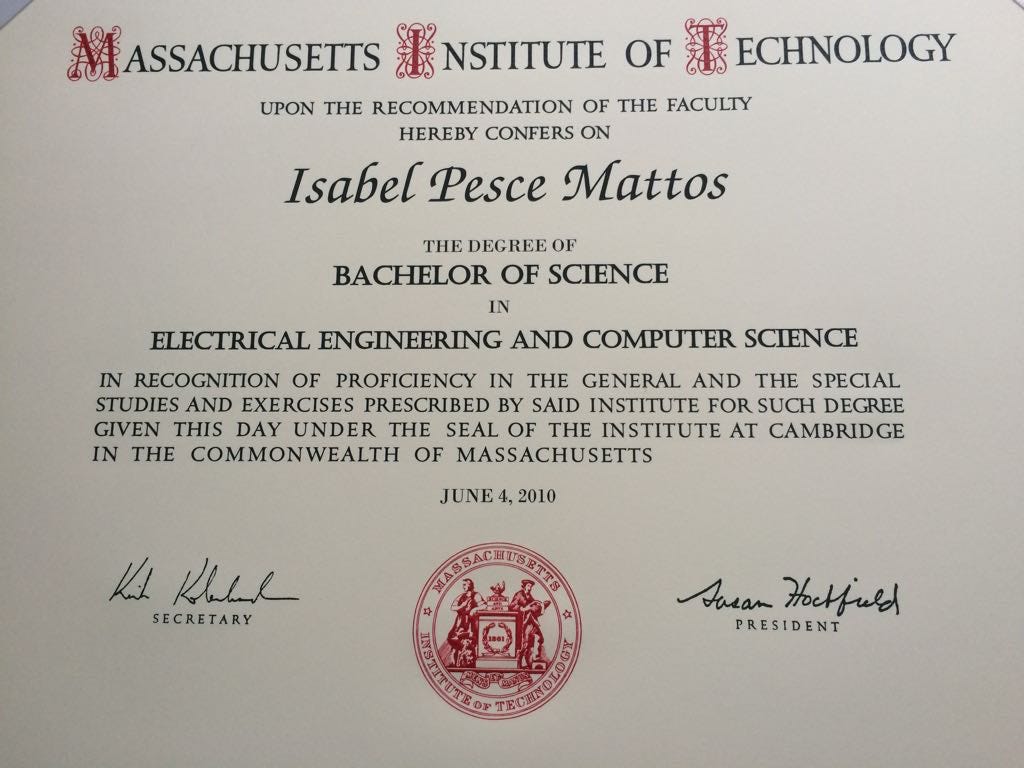 MASSACHUSETTS INSTITUTE OF TECHNOLOGY
UPON THE RECOMMENDATION OF THE FACULTY
HEREBY CONFERS ON
Isabel Pesce Mattos
THE DEGREE OF
BACHELOR OF SCIENCE
IN
ELECTRICAL ENGINEERING AND COMPUTER SCIENCE
IN RECOGNITION OF PROFICIENCY IN THE GENERAL AND THE SPECIAL
STUDIES AND EXERCISES PRESCRIBED BY SAID INSTITUTE FOR SUCH DEGREE
GIVEN THIS DAY UNDER THE SEAL OF THE INSTITUTE AT CAMBRIDGE
IN THE COMMONWEALTH OF MASSACHUSETTS
JUNE 4, 2010
SECRETARY
MASSACHUSETTS
SCIENCE
AND
ARTS
1861
INSTITUTE OF TECHNOLOGY
Susan Hockfield
PRESIDENT